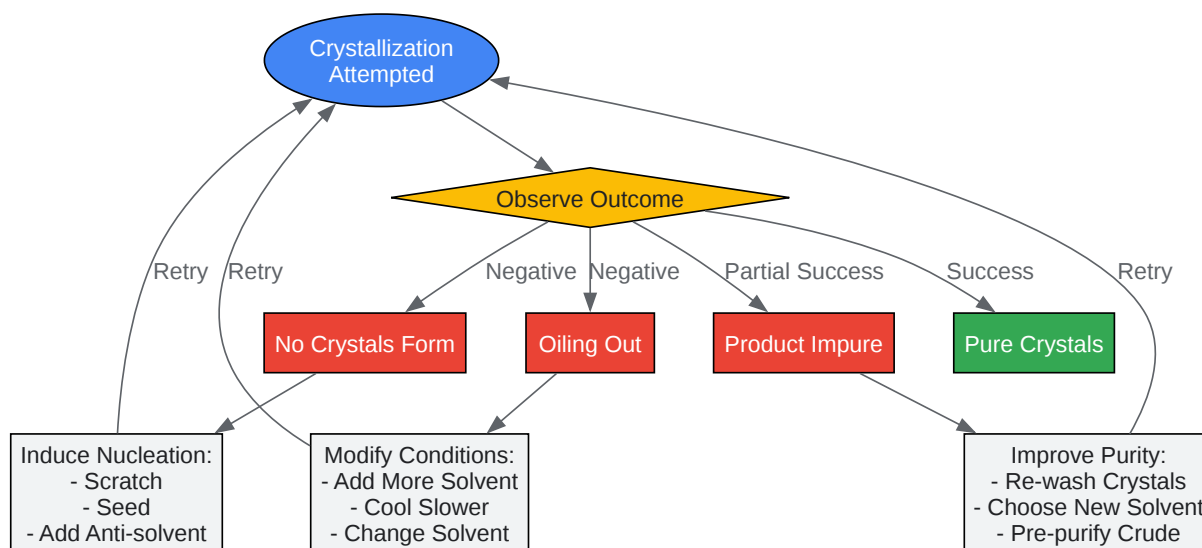 Crystallization
Attempted
Observe Outcome
Retry
Retry
Negative
Negative
Partial Success
Success
Retry
No Crystals Form
Oiling Out
Product Impure
Pure Crystals
Induce Nucleation:
- Scratch
- Seed
- Add Anti-solvent
Modify Conditions:
- Add More Solvent
- Cool Slower
- Change Solvent
Improve Purity:
- Re-wash Crystals
- Choose New Solvent
- Pre-purify Crude